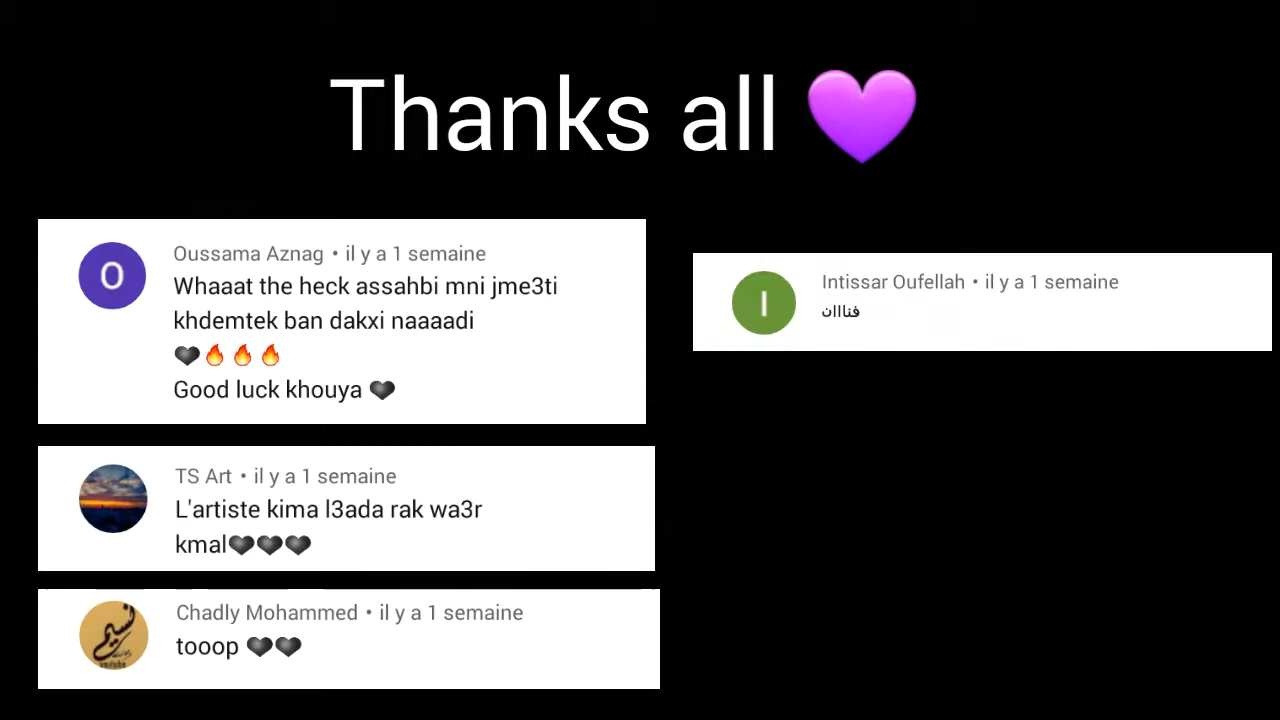 Thanks all 💜
O
Oussama Aznag • il y a 1 semaine
Whaaat the heck assahbi mni jme3ti
khdemtek ban dakxi naaaadi
🖤🔥🔥🔥
Good luck khouya 🖤
TS Art • il y a 1 semaine
L'artiste kima l3ada rak wa3r
kmal🖤🖤🖤
Chadly Mohammed • il y a 1 semaine
tooop 🖤🖤
I
Intissar Oufellah • il y a 1 semaine
فناااان